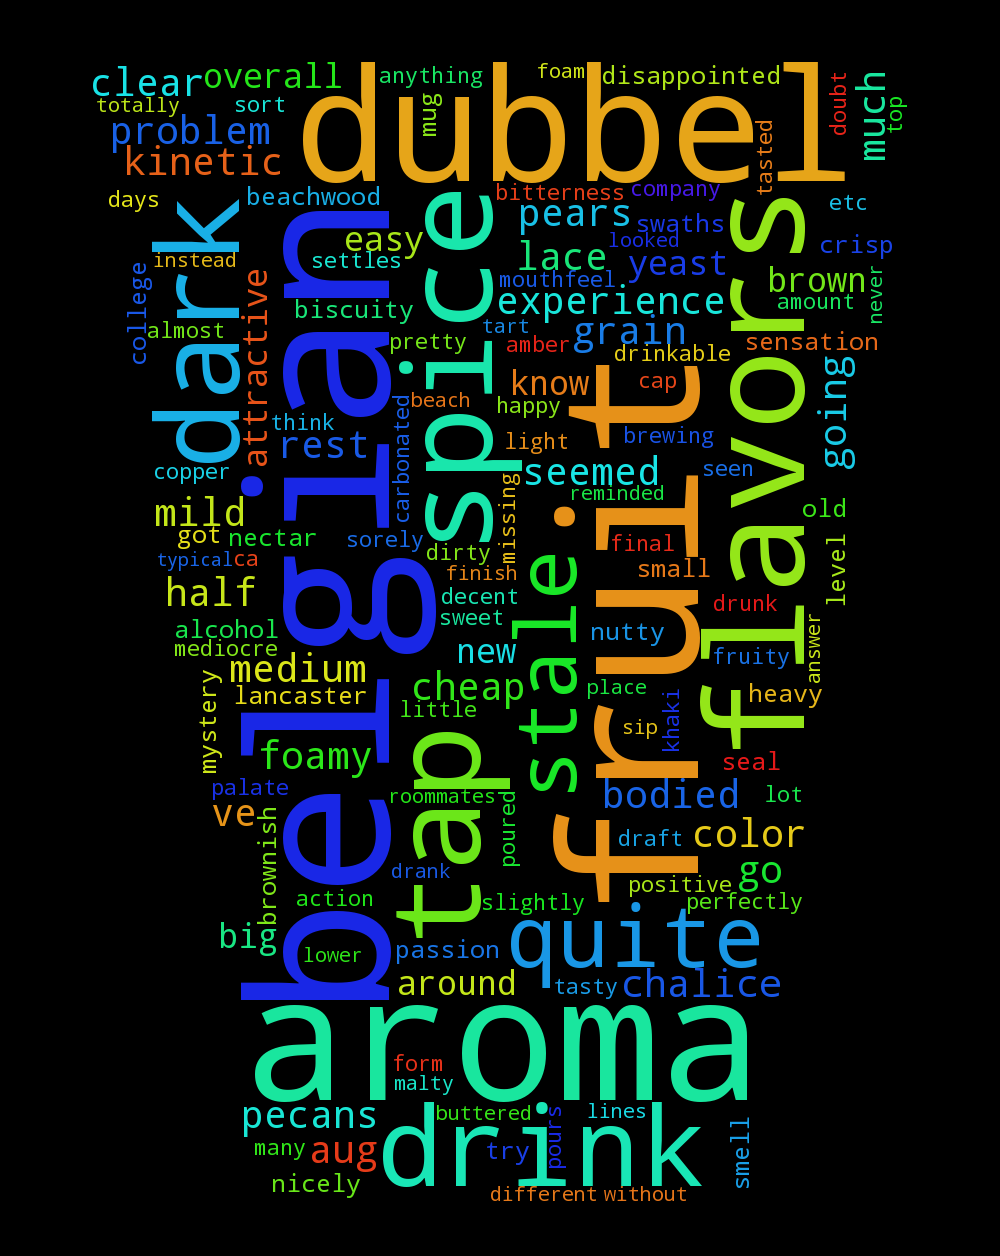 clear
overall
anything
foam
disappointed
dubbel
doubt
much
top
totally
sort
mug
problem
kinetic
tasted
days
beachwood
bitterness
company
etc
dark
belgian
spice
pears
swaths
flavors
crisp
easy
looked
instead
settles
lace
yeast
mouthfeel
brown
never
college
attractive
biscuity
experience
amount
almost
pretty
tart
amber
grain
drinkable
sensation
know
cap
going
beach
happy
fruit
think
carbonated
rest
light
brewing
copper
seemed
seen
missing
reminded
mild
old
got
nectar
sorely
stale
final
level
typical
ca
dirty
finish
small
half
decent
drunk
sweet
alcohol
nutty
answer
mediocre
new
fruity
medium
mystery
lancaster
cheap
place
heavy
little
khaki
sip
foamy
tap
seal
palate
roommates
bodied
lot
ve
poured
brownish
draft
color
drank
go
action
slightly
positive
perfectly
big
lower
passion
quite
around
tasty
chalice
aroma
form
malty
pecans
buttered
drink
pours
lines
many
aug
try
smell
nicely
different
without